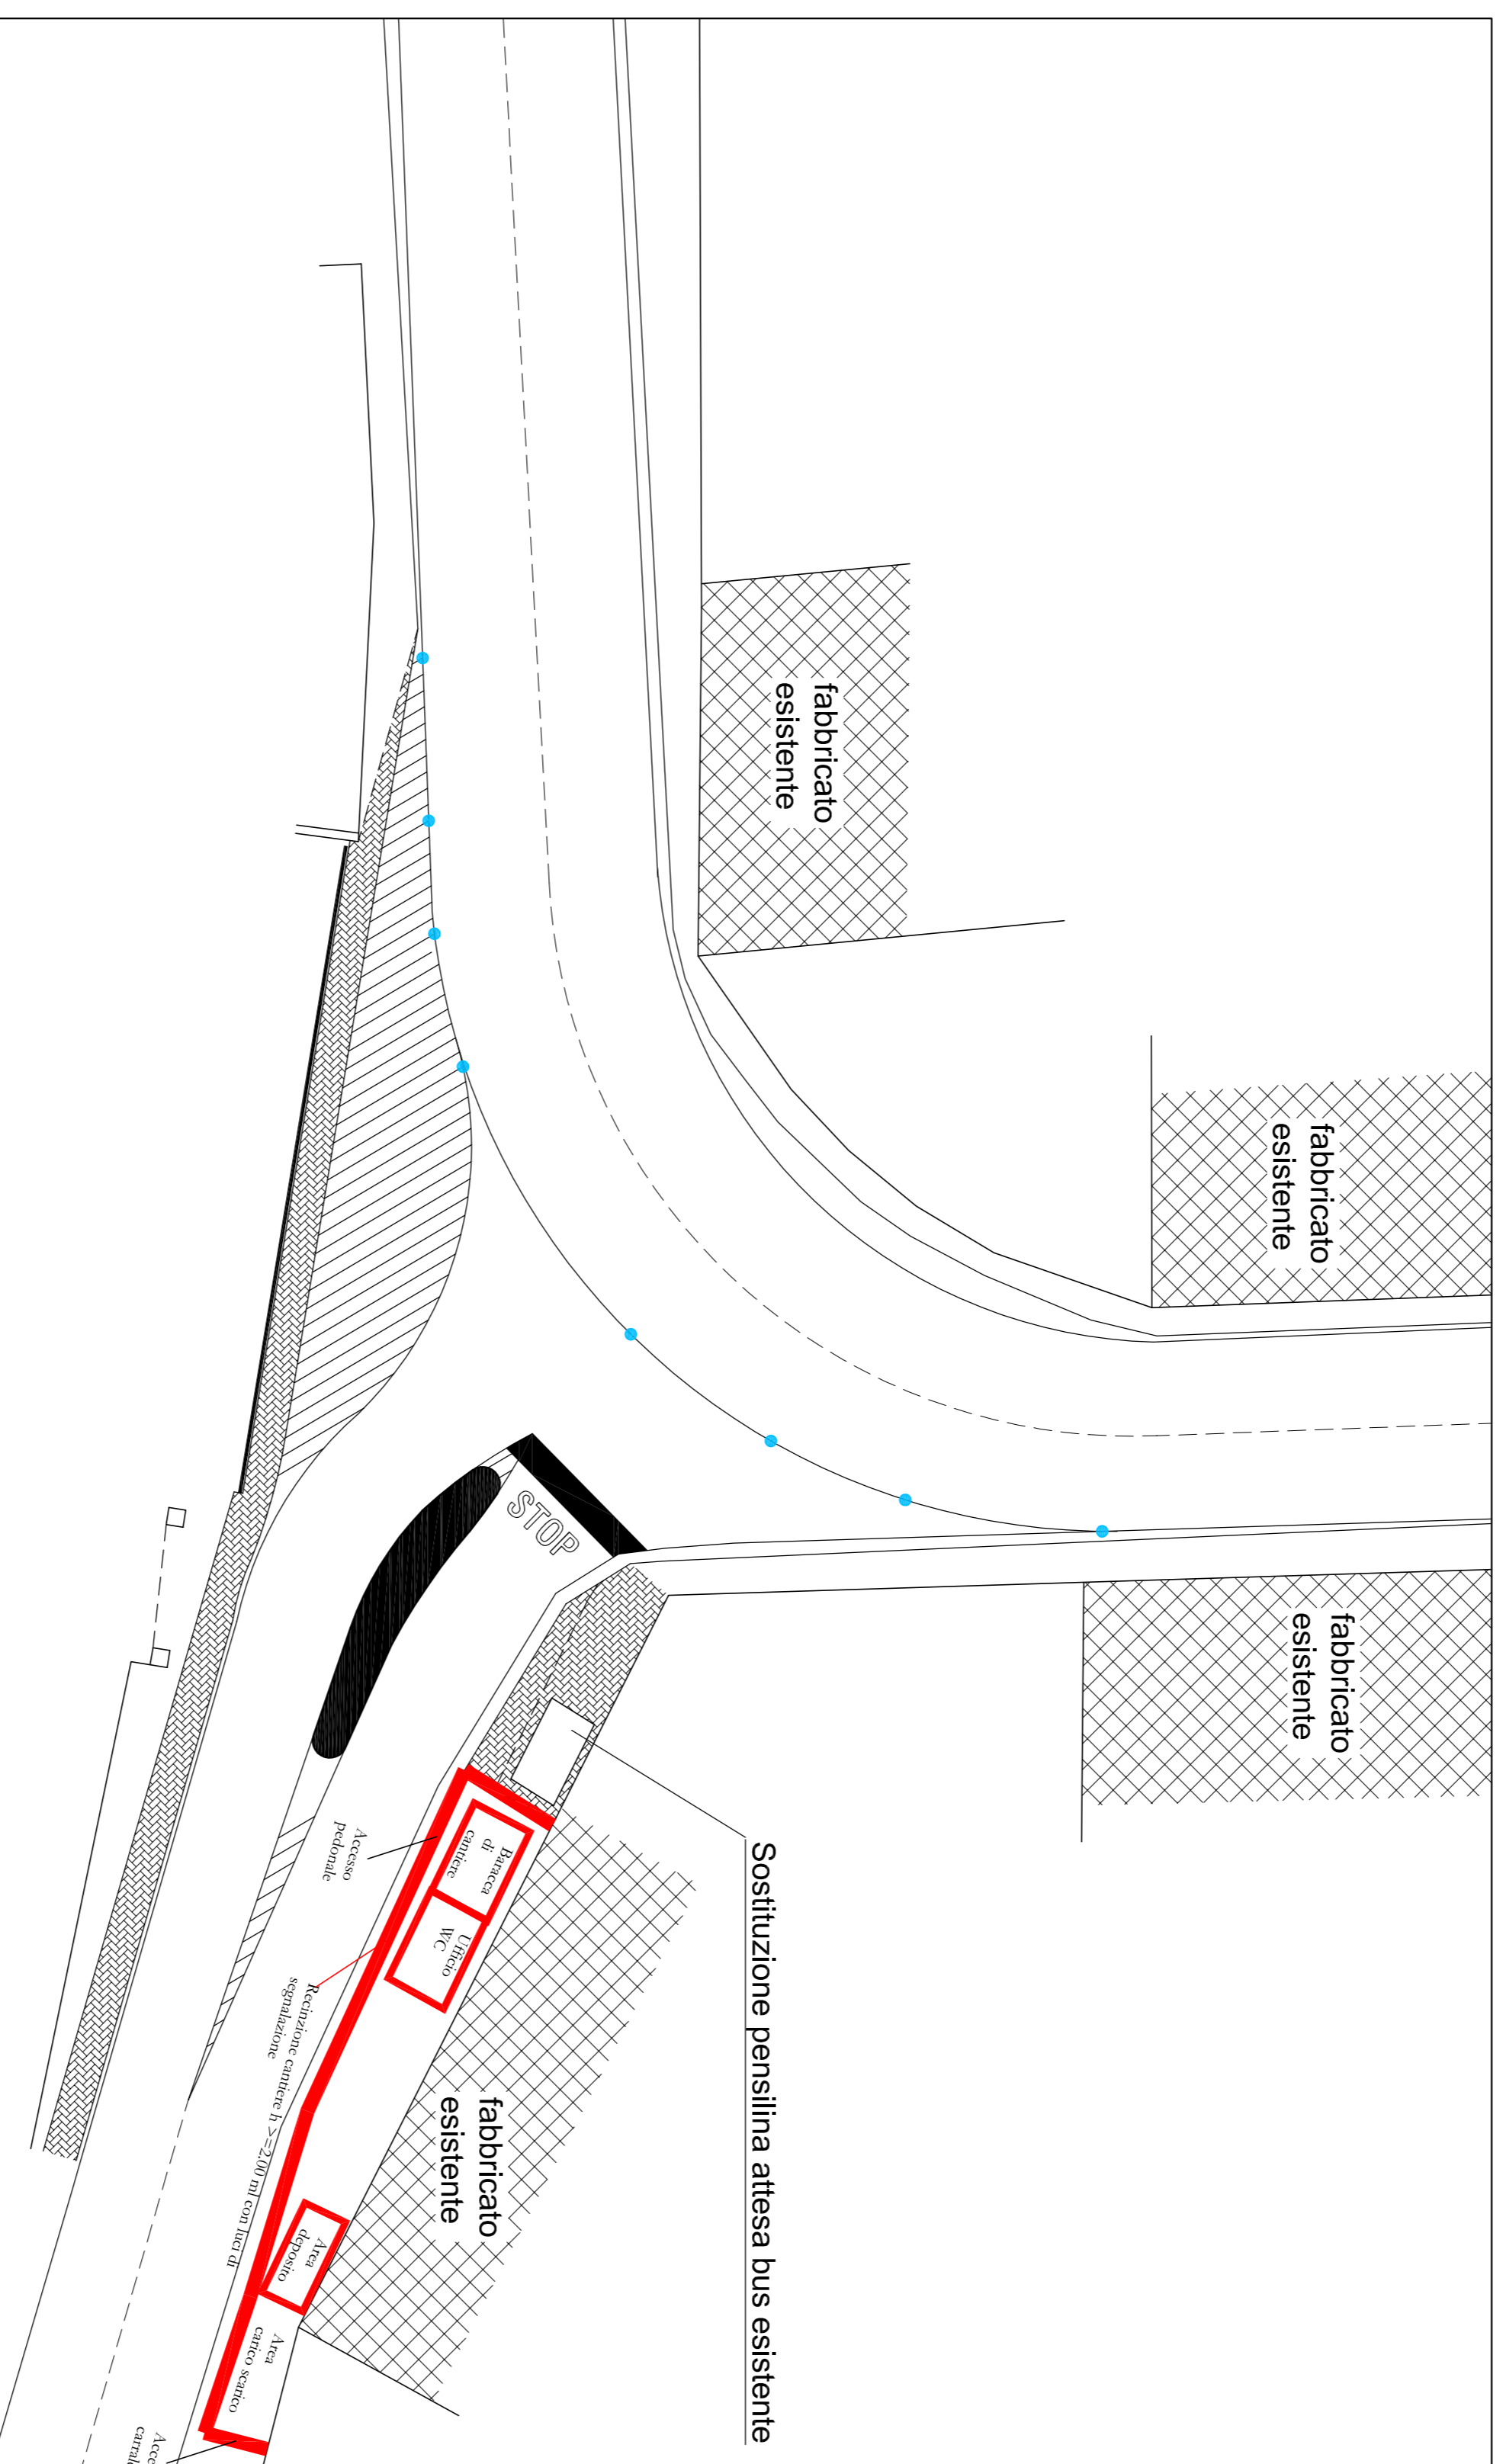 fabbricato
esistente
fabbricato
esistente
fabbricato
esistente
STOP
Sostituzione pensilina attesa bus esistente
Baracca
di
cantiere
Ufficio
WC
Accesso
pedonale
Recinzione cantiere h >=2.00 ml con luci di
segnalazione
fabbricato
esistente
Area
deposito
Area
carico scarico